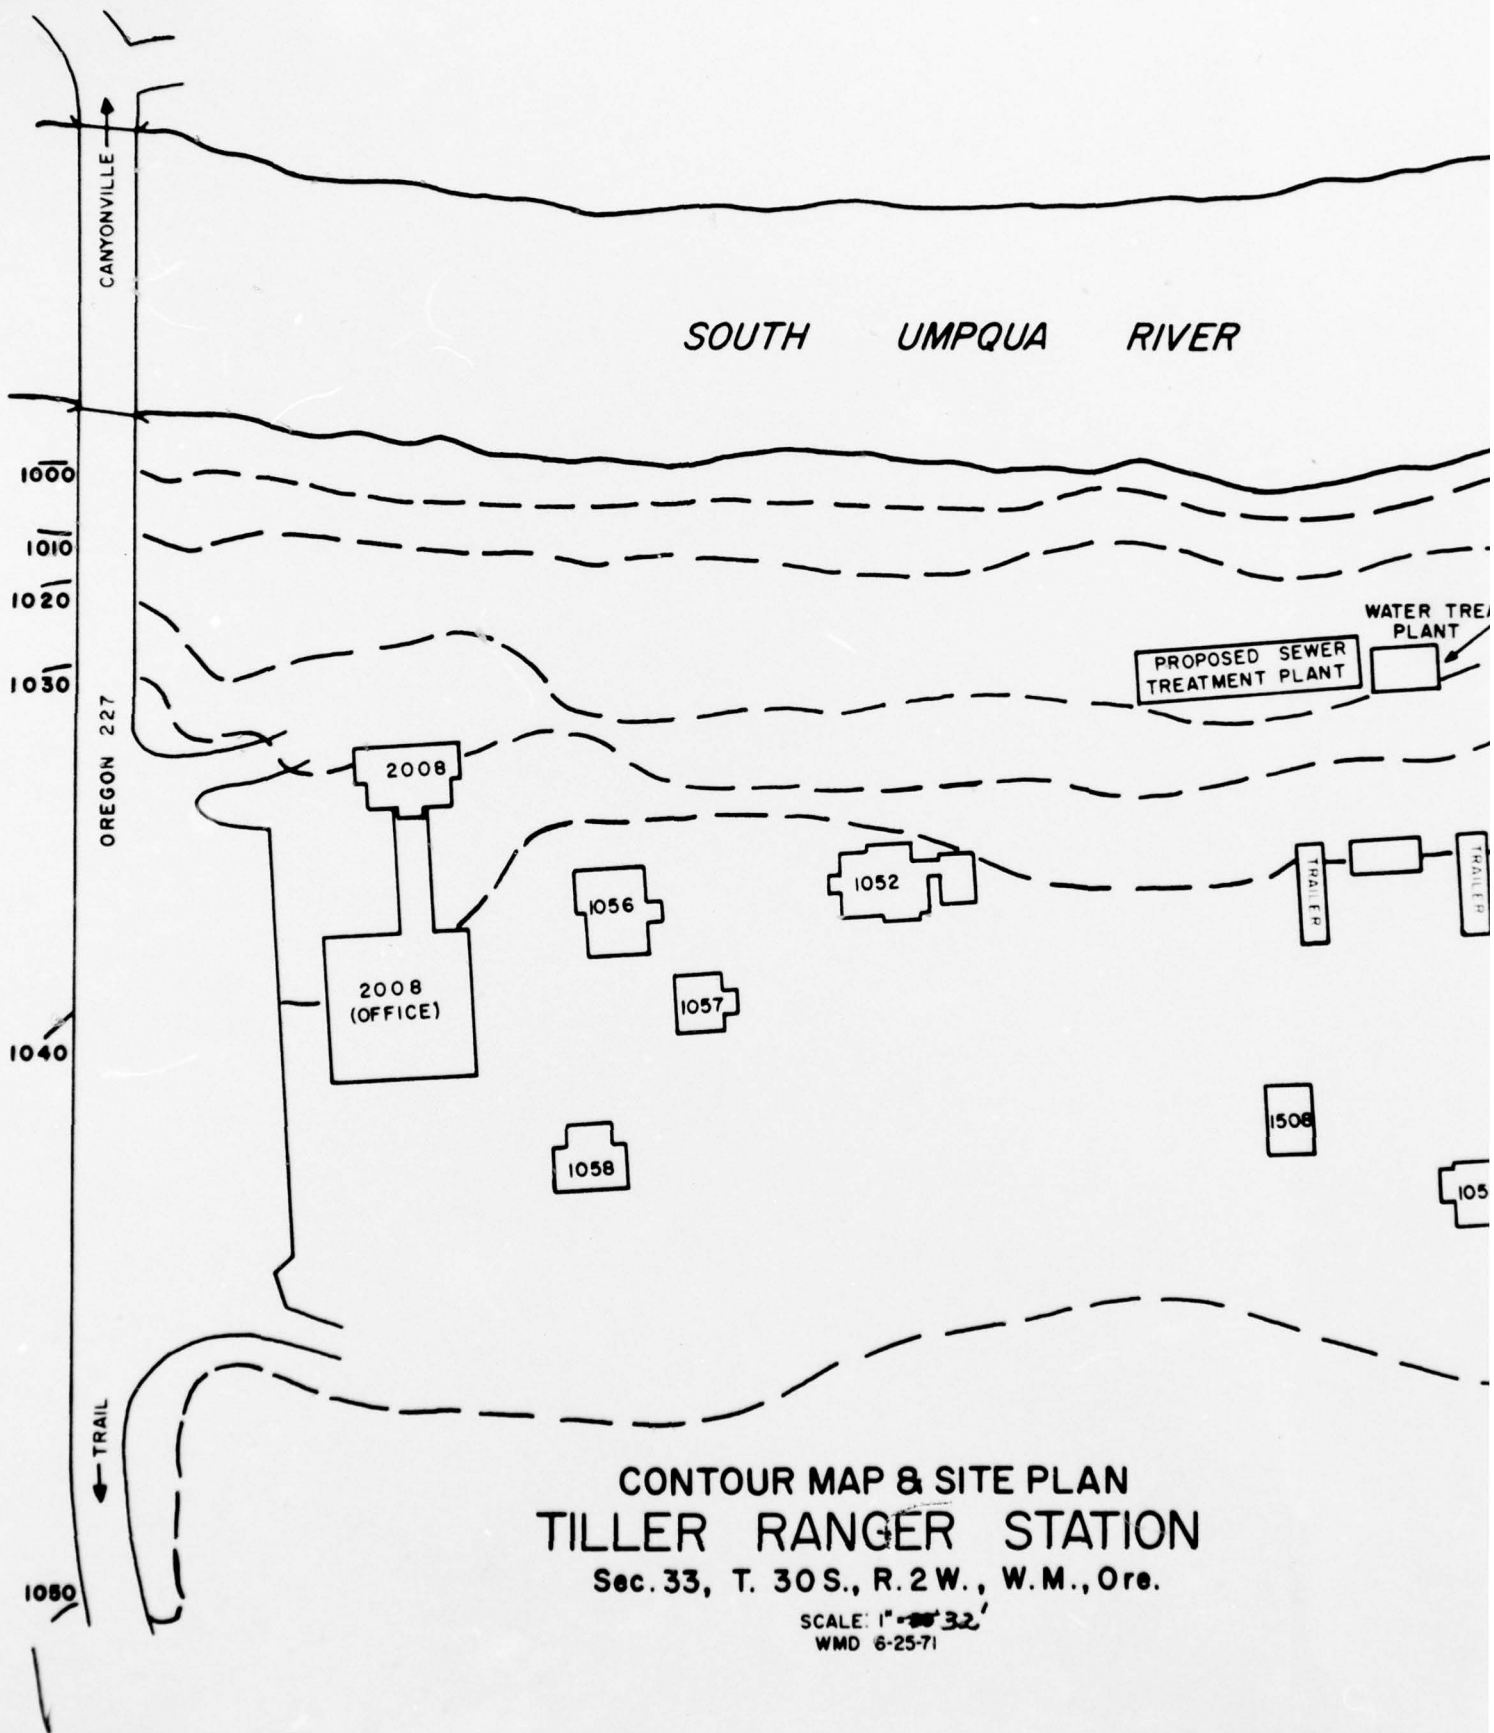 CANYONVILLE
SOUTH UMPQUA RIVER
1000
1010
1020
1030
WATER TREA
PLANT
PROPOSED SEWER
TREATMENT PLANT
OREGON 227
2008
1056
1052
TRAILER
TRAILER
2008
(OFFICE)
1057
1040
1508
1058
105
TRAIL
CONTOUR MAP & SITE PLAN
TILLER RANGER STATION
Sec. 33, T. 30 S., R. 2 W., W.M., Ore.
1050
SCALE: 1" = 32'
WMD 6-25-71